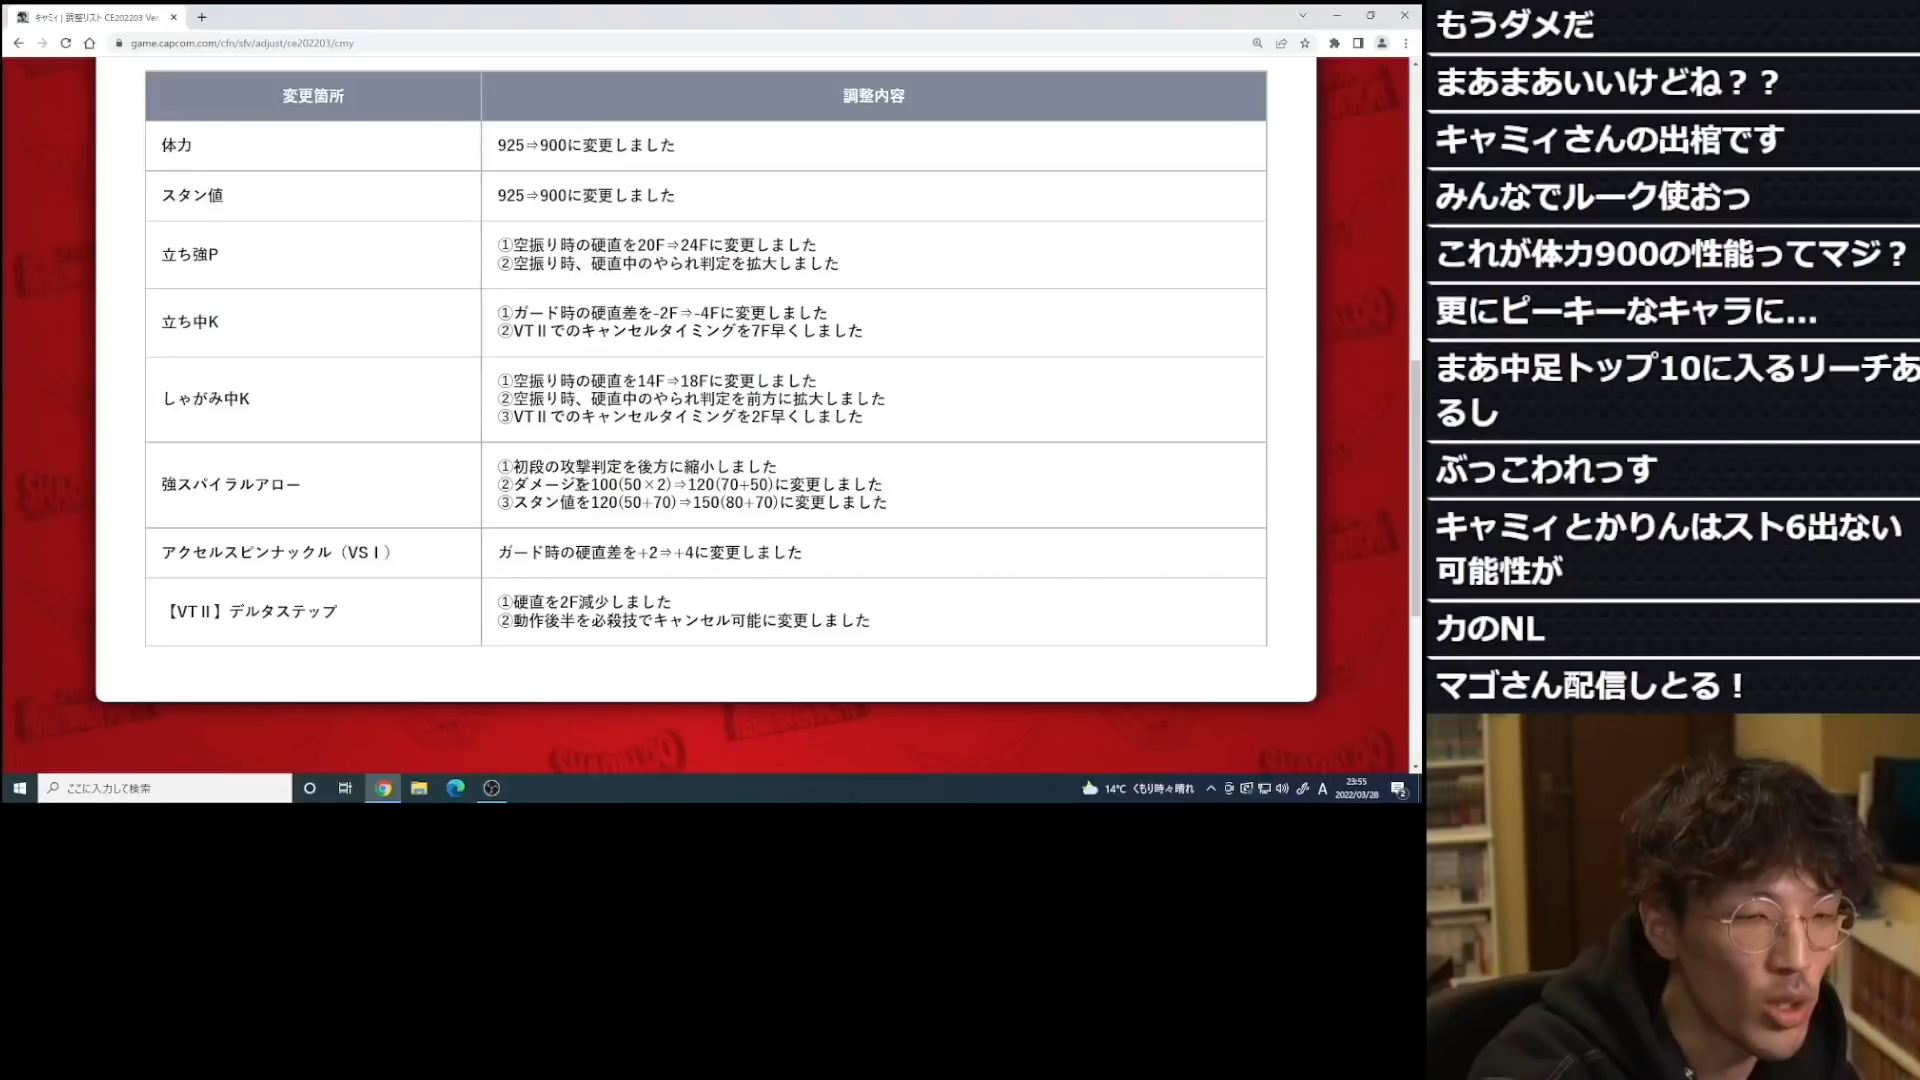 キャミィ | 調整リスト CE202203 Ver.
game.capcom.com/cfn/sfv/adjust/ce202203/cmy
変更箇所
調整内容
体力
925⇒900に変更しました
スタン値
925⇒900に変更しました
立ち強P
①空振り時の硬直を20F⇒24Fに変更しました
②空振り時、硬直中のやられ判定を拡大しました
立ち中K
①ガード時の硬直差を-2F⇒-4Fに変更しました
②VTⅡでのキャンセルタイミングを7F早くしました
しゃがみ中K
①空振り時の硬直を14F⇒18Fに変更しました
②空振り時、硬直中のやられ判定を前方に拡大しました
③VTⅡでのキャンセルタイミングを2F早くしました
強スパイラルアロー
①初段の攻撃判定を後方に縮小しました
②ダメージを100(50×2)⇒120(70+50)に変更しました
③スタン値を120(50+70)⇒150(80+70)に変更しました
アクセルスピンナックル（VSⅠ）
ガード時の硬直差を+2⇒+4に変更しました
【VTⅡ】デルタステップ
①硬直を2F減少しました
②動作後半を必殺技でキャンセル可能に変更しました
SHADALOO
ここに入力して検索
14°C くもり時々晴れ
A
23:55
2022/03/28
2
もうダメだ
まあまあいいけどね？？
キャミィさんの出棺です
みんなでルーク使おっ
これが体力900の性能ってマジ？
更にピーキーなキャラに…
まあ中足トップ10に入るリーチあ
るし
ぶっこわれっす
キャミィとかりんはスト6出ない
可能性が
力のNL
マゴさん配信しとる！